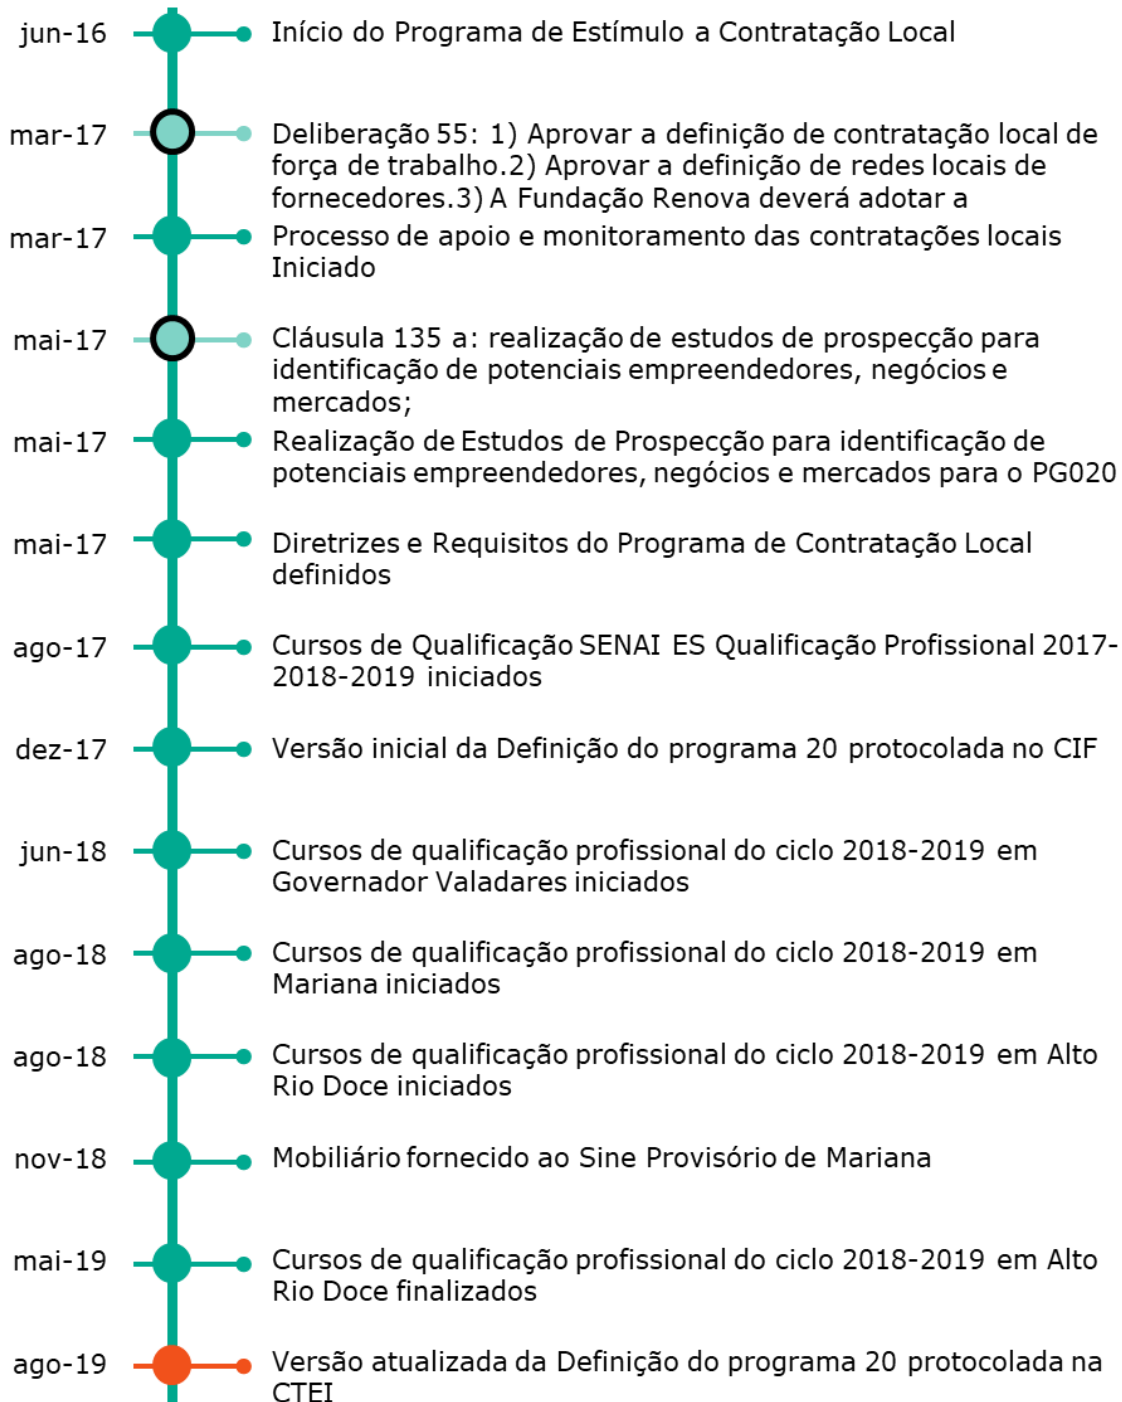 jun-16 Início do Programa de Estímulo a Contratação Local
mar-17 Deliberação 55: 1) Aprovar a definição de contratação local de
força de trabalho.2) Aprovar a definição de redes locais de
fornecedores.3) A Fundação Renova deverá adotar a
mar-17 Processo de apoio e monitoramento das contratações locais
Iniciado
mai-17 Cláusula 135 a: realização de estudos de prospecção para
identificação de potenciais empreendedores, negócios e
mercados;
mai-17 Realização de Estudos de Prospecção para identificação de
potenciais empreendedores, negócios e mercados para o PG020
mai-17 Diretrizes e Requisitos do Programa de Contratação Local
definidos
ago-17 Cursos de Qualificação SENAI ES Qualificação Profissional 2017-
2018-2019 iniciados
dez-17 Versão inicial da Definição do programa 20 protocolada no CIF
jun-18 Cursos de qualificação profissional do ciclo 2018-2019 em
Governador Valadares iniciados
ago-18 Cursos de qualificação profissional do ciclo 2018-2019 em
Mariana iniciados
ago-18 Cursos de qualificação profissional do ciclo 2018-2019 em Alto
Rio Doce iniciados
nov-18 Mobiliário fornecido ao Sine Provisório de Mariana
mai-19 Cursos de qualificação profissional do ciclo 2018-2019 em Alto
Rio Doce finalizados
ago-19 Versão atualizada da Definição do programa 20 protocolada na
CTEI